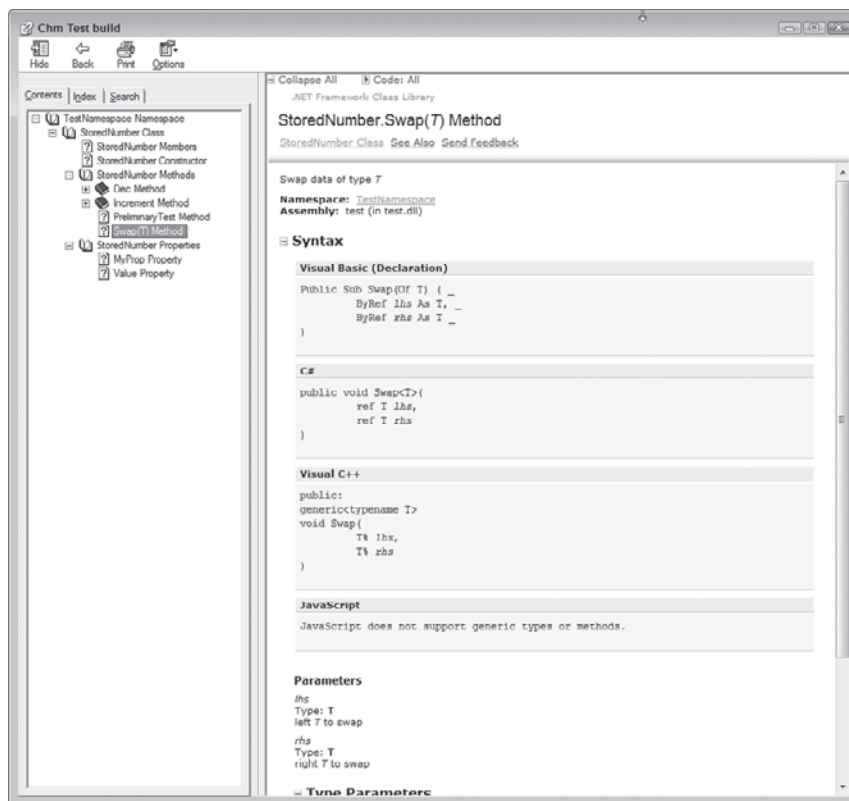 Chm Test build
Hide Back Print Options
Contents Index Search
TestNamespace Namespace
StoredNumber Class
StoredNumber Members
StoredNumber Constructor
StoredNumber Methods
Dec Method
Increment Method
PreliminaryTest Method
Swap(T) Method
StoredNumber Properties
MyProp Property
Value Property
Collapse All Code: All
.NET Framework Class Library
StoredNumber.Swap(T) Method
StoredNumber Class See Also Send Feedback
Swap data of type T
Namespace: TestNamespace
Assembly: test (in test.dll)
Syntax
Visual Basic (Declaration)
Public Sub Swap(Of T) ( _
ByRef lhs As T, _
ByRef rhs As T _
)
C#
public void Swap<T>(
ref T lhs,
ref T rhs
)
Visual C++
public:
generic<typename T>
void Swap(
T% lhs,
T% rhs
)
JavaScript
JavaScript does not support generic types or methods.
Parameters
lhs
Type: T
left T to swap
rhs
Type: T
right T to swap
Type Parameters